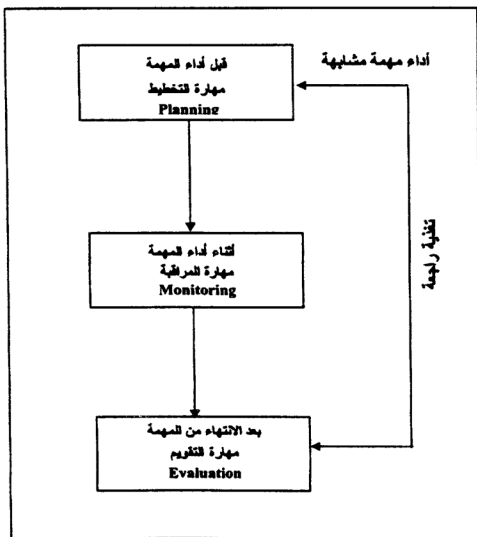 أداء مهمة مشابهة
قبل أداء المهمة
مهارة التخطيط
Planning
أثناء أداء المهمة
مهارة المراقبة
Monitoring
تغذية راجعة
بعد الانتهاء من المهمة
مهارة التقويم
Evaluation